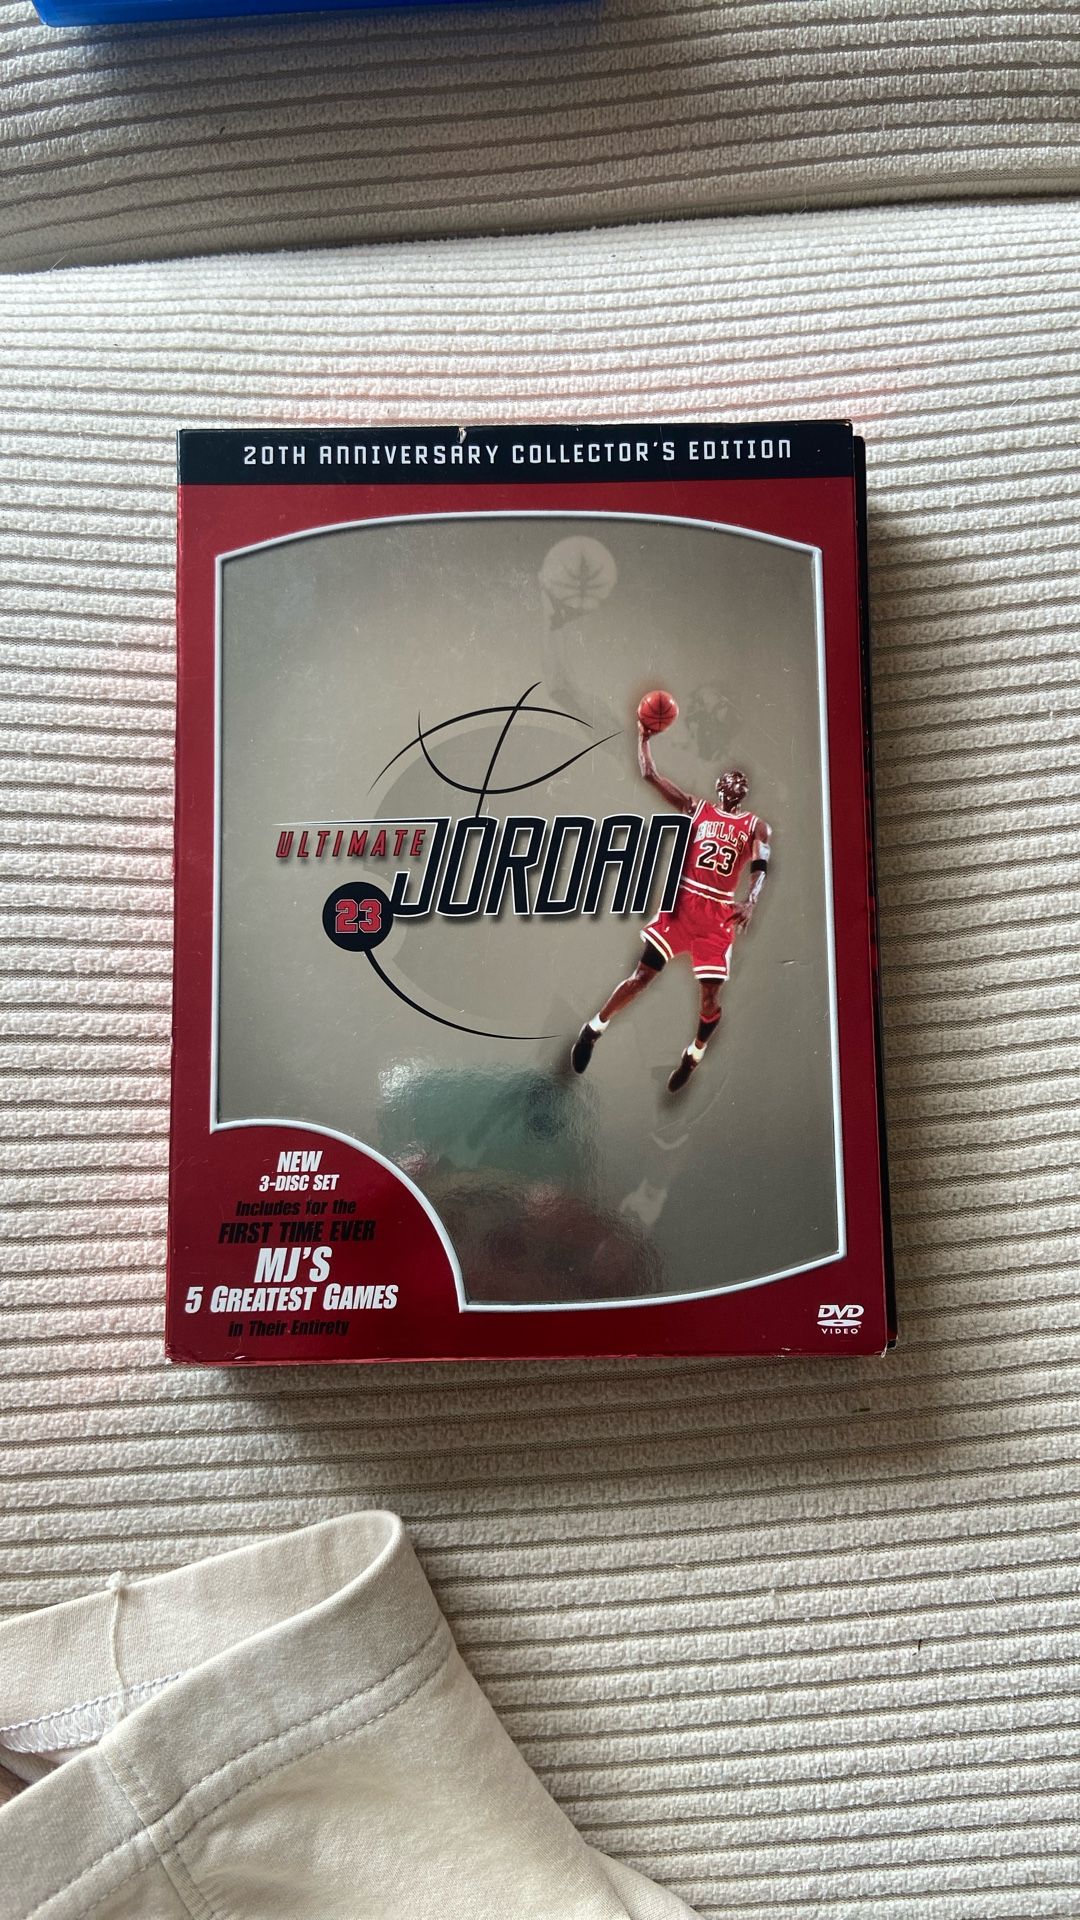 20TH ANNIVERSARY COLLECTOR'S EDITION
ULTIMATE JORDAN
23
BULLS
23
NEW
3-DISC SET
Includes for the
FIRST TIME EVER
MJ'S
5 GREATEST GAMES
in Their Entirety
DVD
VIDEO